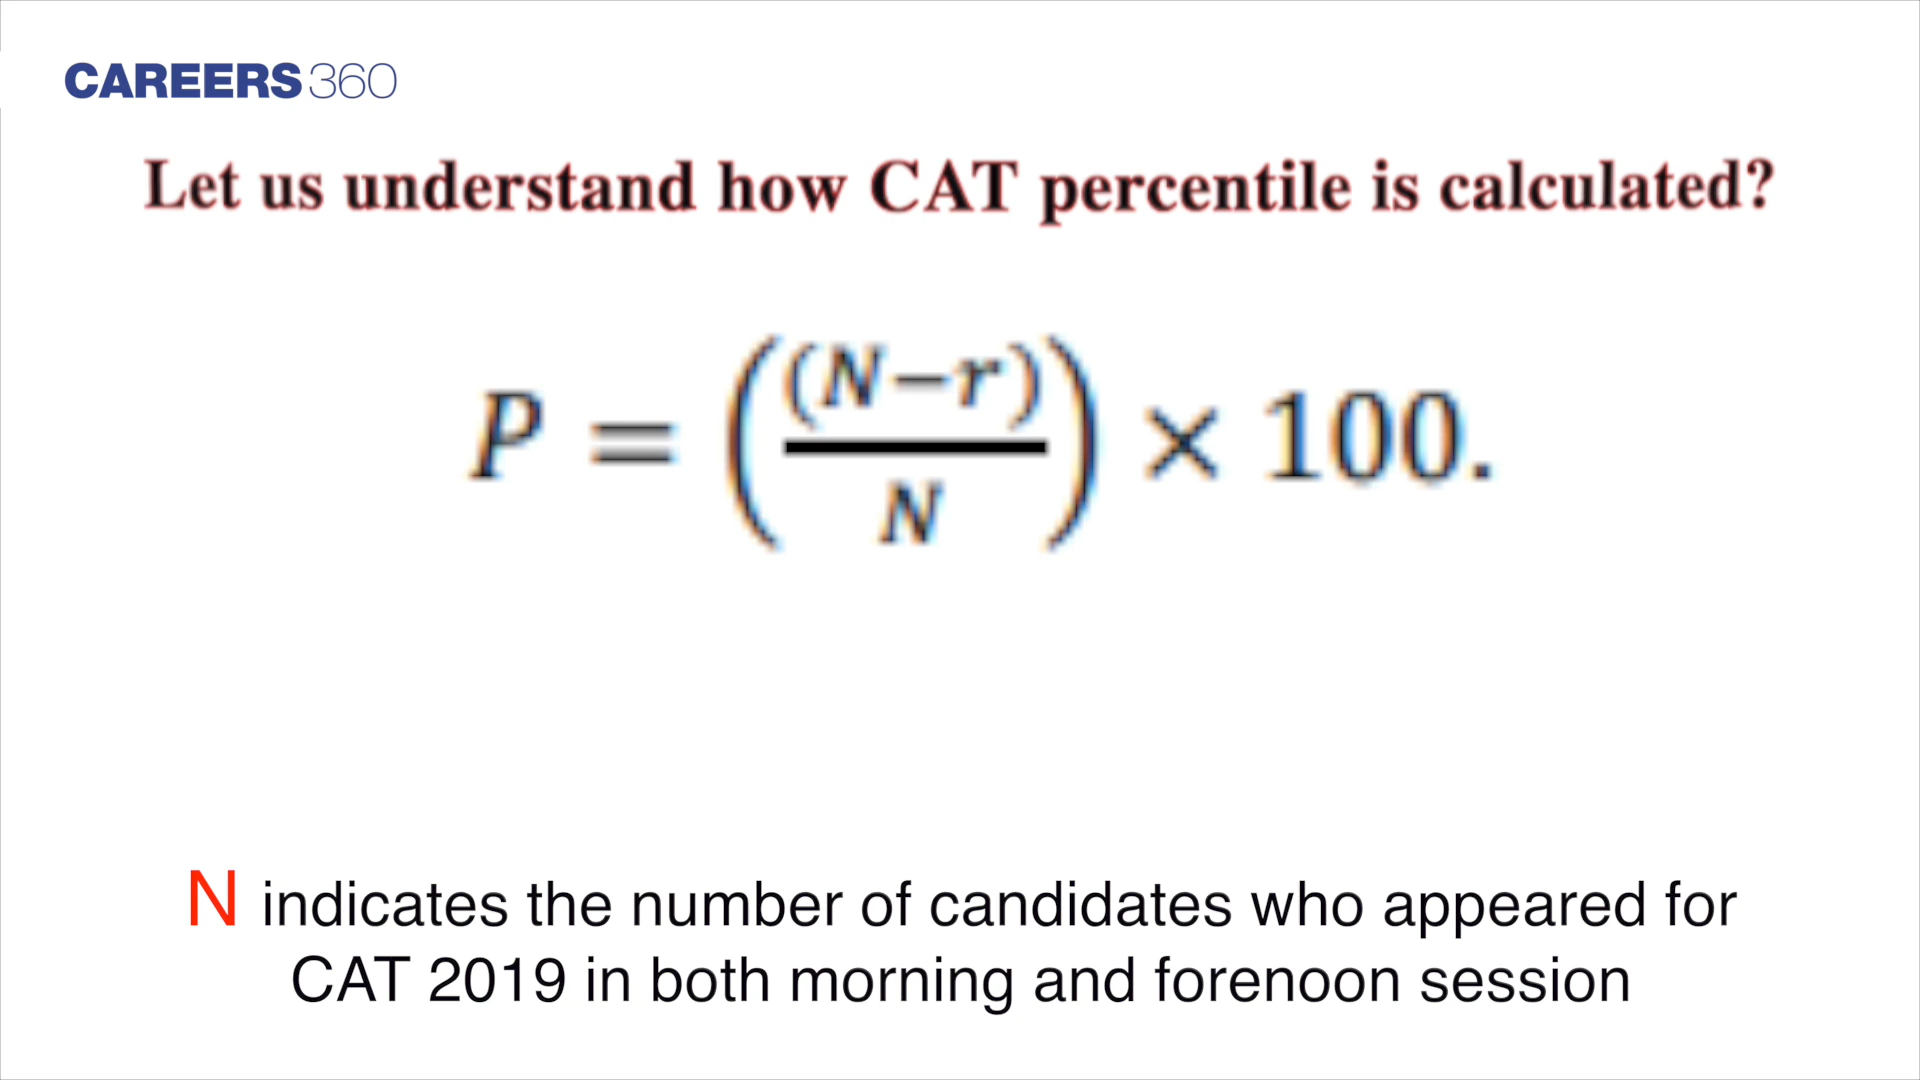 CAREERS360
Let us understand how CAT percentile is calculated?
P = ((N−r)/N) × 100.
N indicates the number of candidates who appeared for
CAT 2019 in both morning and forenoon session